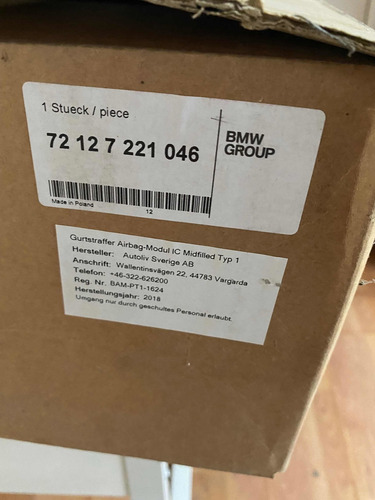 1 Stueck / piece
72 12 7 221 046
BMW
GROUP
Made in Poland
12
Gurtstraffer Airbag-Modul IC Midfilled Typ 1
Hersteller: Autoliv Sverige AB
Anschrift: Wallentinsvägen 22, 44783 Vargarda
Telefon: +46-322-626200
Reg. Nr. BAM-PT1-1624
Herstellungsjahr: 2018
Umgang nur durch geschultes Personal erlaubt.